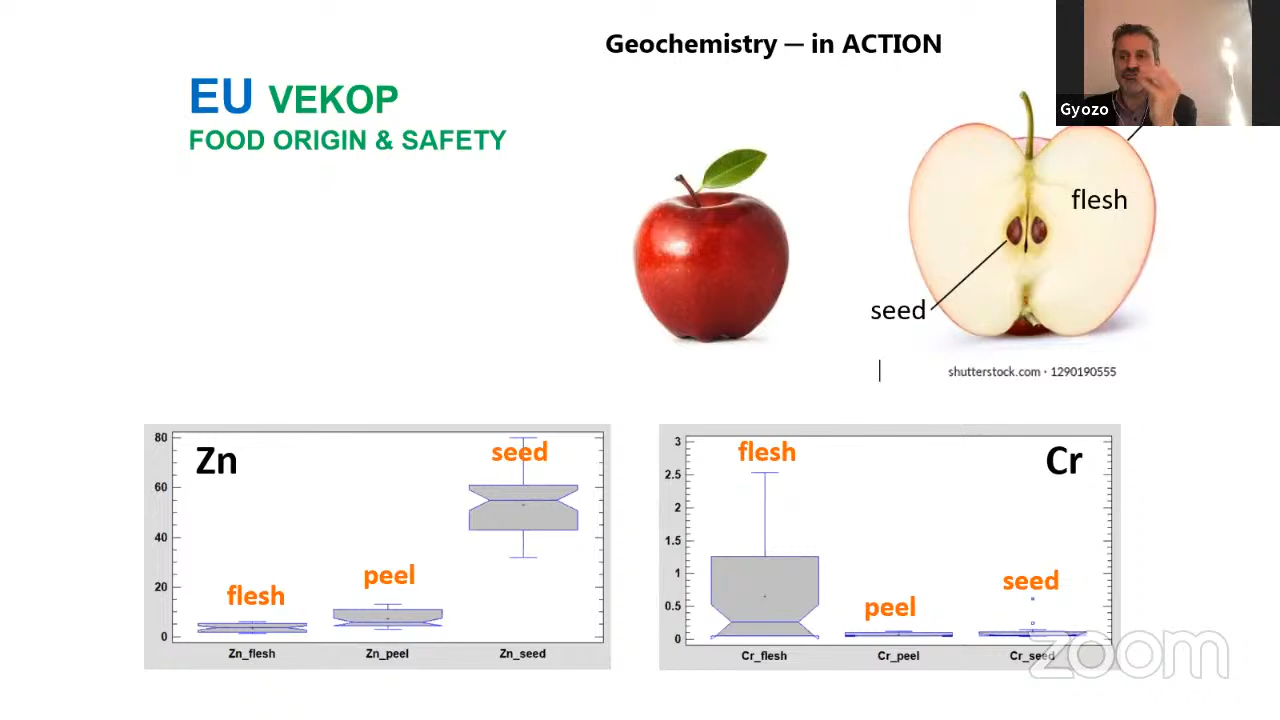 Geochemistry — in ACTION
EU VEKOP
FOOD ORIGIN & SAFETY
Gyozo
flesh
seed
shutterstock.com · 1290190555
Zn
80
60
40
20
0
flesh
peel
seed
Zn_flesh
Zn_peel
Zn_seed
Cr
3
2.5
2
1.5
1
0.5
0
flesh
peel
seed
Cr_flesh
Cr_peel
Cr_seed
zoom